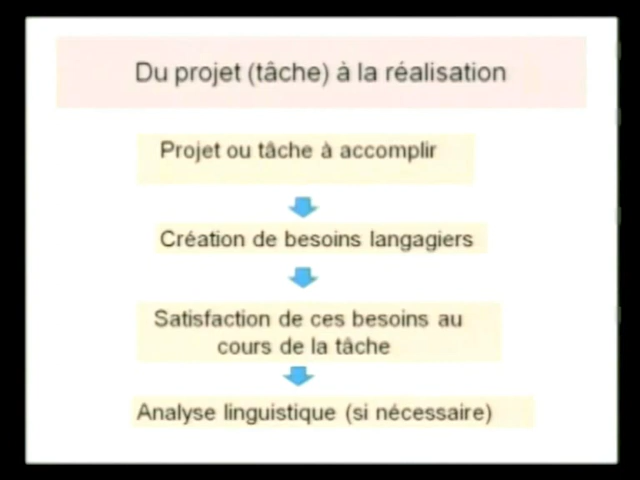 Du projet (tâche) à la réalisation
Projet ou tâche à accomplir
Création de besoins langagiers
Satisfaction de ces besoins au
cours de la tâche
Analyse linguistique (si nécessaire)